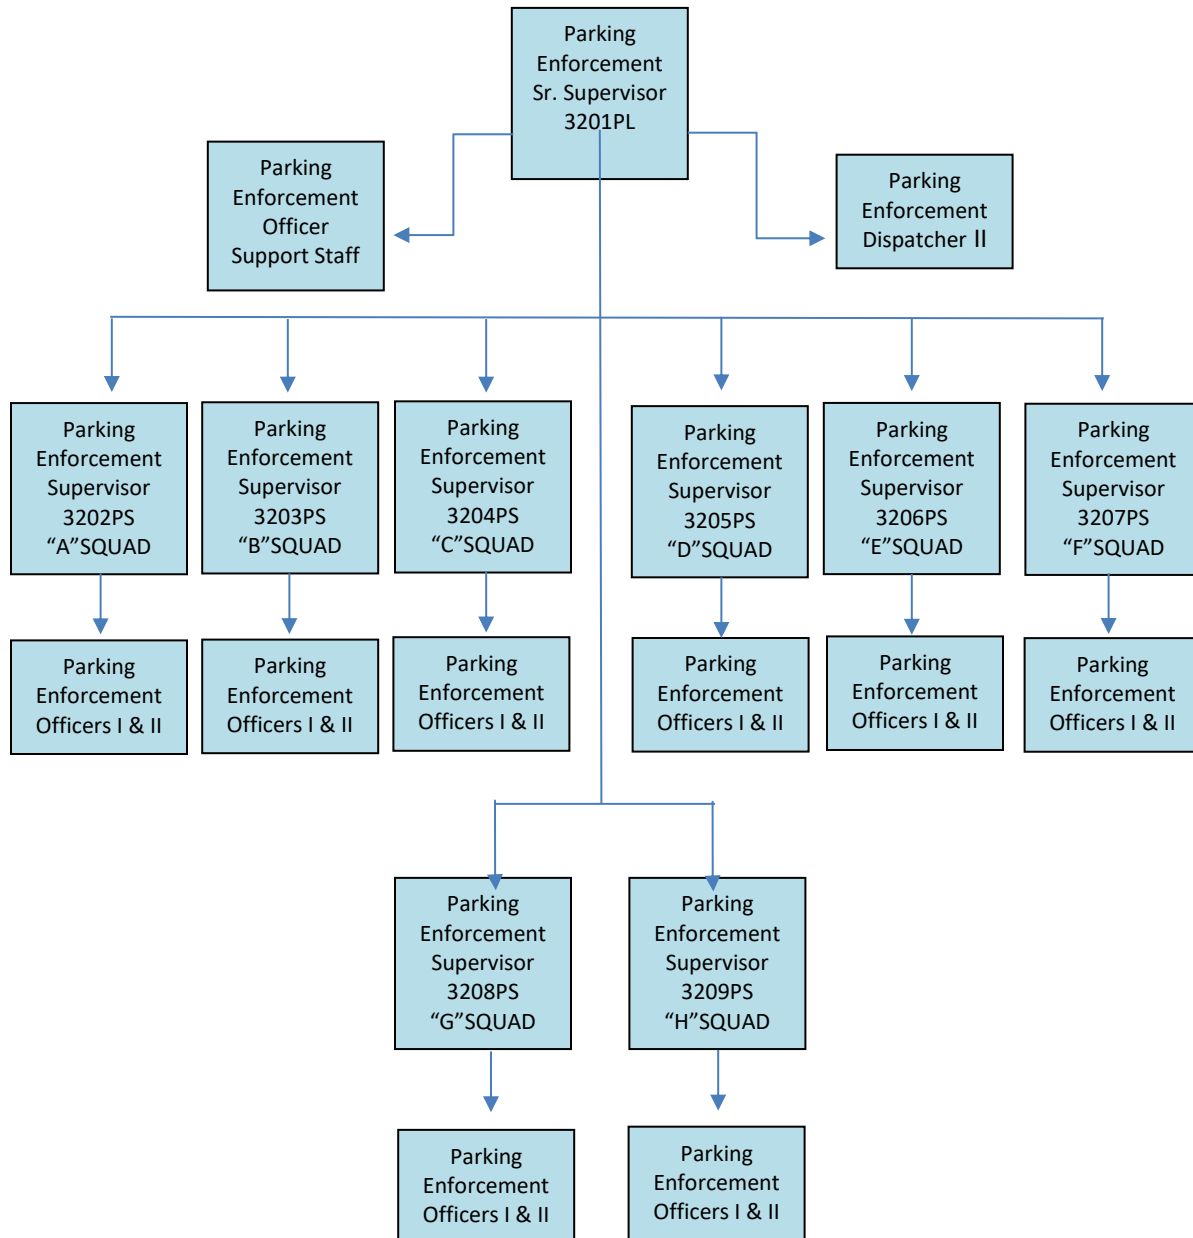 Parking
Enforcement
Sr. Supervisor
3201PL
Parking
Enforcement
Officer
Support Staff
Parking
Enforcement
Dispatcher II
Parking
Enforcement
Supervisor
3202PS
“A”SQUAD
Parking
Enforcement
Supervisor
3203PS
“B”SQUAD
Parking
Enforcement
Supervisor
3204PS
“C”SQUAD
Parking
Enforcement
Supervisor
3205PS
“D”SQUAD
Parking
Enforcement
Supervisor
3206PS
“E”SQUAD
Parking
Enforcement
Supervisor
3207PS
“F”SQUAD
Parking
Enforcement
Officers I & II
Parking
Enforcement
Officers I & II
Parking
Enforcement
Officers I & II
Parking
Enforcement
Officers I & II
Parking
Enforcement
Officers I & II
Parking
Enforcement
Officers I & II
Parking
Enforcement
Supervisor
3208PS
“G”SQUAD
Parking
Enforcement
Supervisor
3209PS
“H”SQUAD
Parking
Enforcement
Officers I & II
Parking
Enforcement
Officers I & II